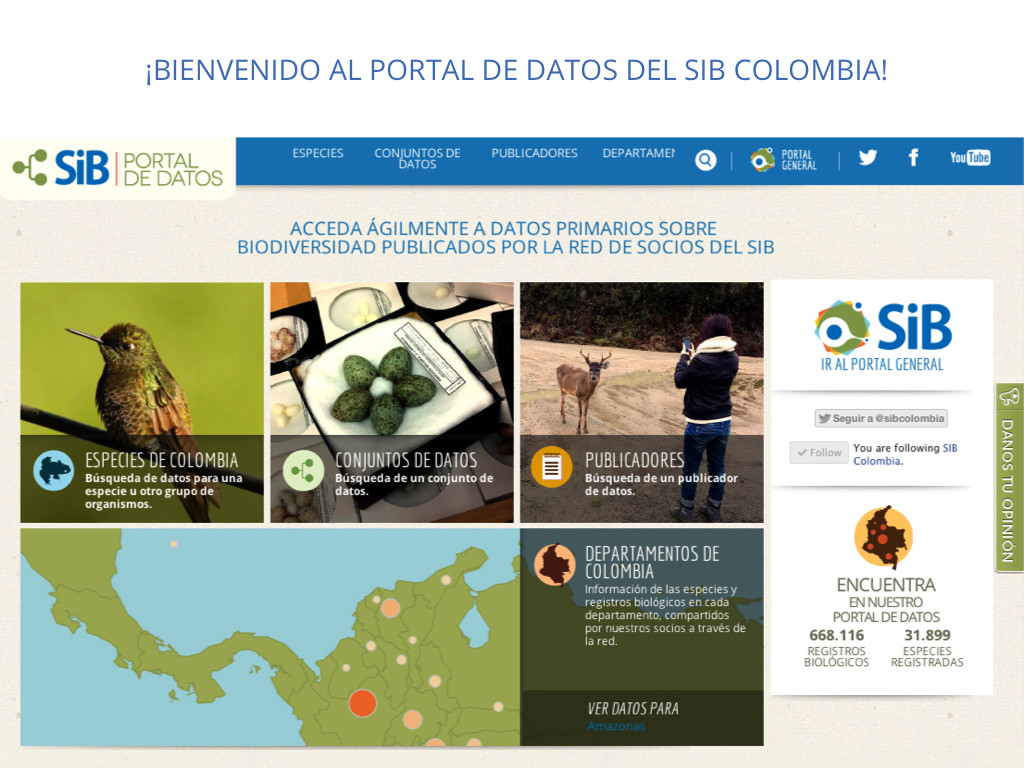 ¡BIENVENIDO AL PORTAL DE DATOS DEL SIB COLOMBIA!
SiB PORTAL
DE DATOS
ESPECIES
CONJUNTOS DE
DATOS
PUBLICADORES
DEPARTAMEN
PORTAL
GENERAL
YouTube
ACCEDA ÁGILMENTE A DATOS PRIMARIOS SOBRE
BIODIVERSIDAD PUBLICADOS POR LA RED DE SOCIOS DEL SIB
ESPECIES DE COLOMBIA
Búsqueda de datos para una
especie u otro grupo de
organismos.
CONJUNTOS DE DATOS
Búsqueda de un conjunto de
datos.
PUBLICADORES
Búsqueda de un publicador
de datos.
DEPARTAMENTOS DE
COLOMBIA
Información de las especies y
registros biológicos en cada
departamento, compartidos
por nuestros socios a través de
la red.
VER DATOS PARA
Amazonas
SiB
IR AL PORTAL GENERAL
Seguir a @sibcolombia
Follow
You are following SIB
Colombia.
ENCUENTRA
EN NUESTRO
PORTAL DE DATOS
668.116
REGISTROS
BIOLÓGICOS
31.899
ESPECIES
REGISTRADAS
DANOS TU OPINIÓN